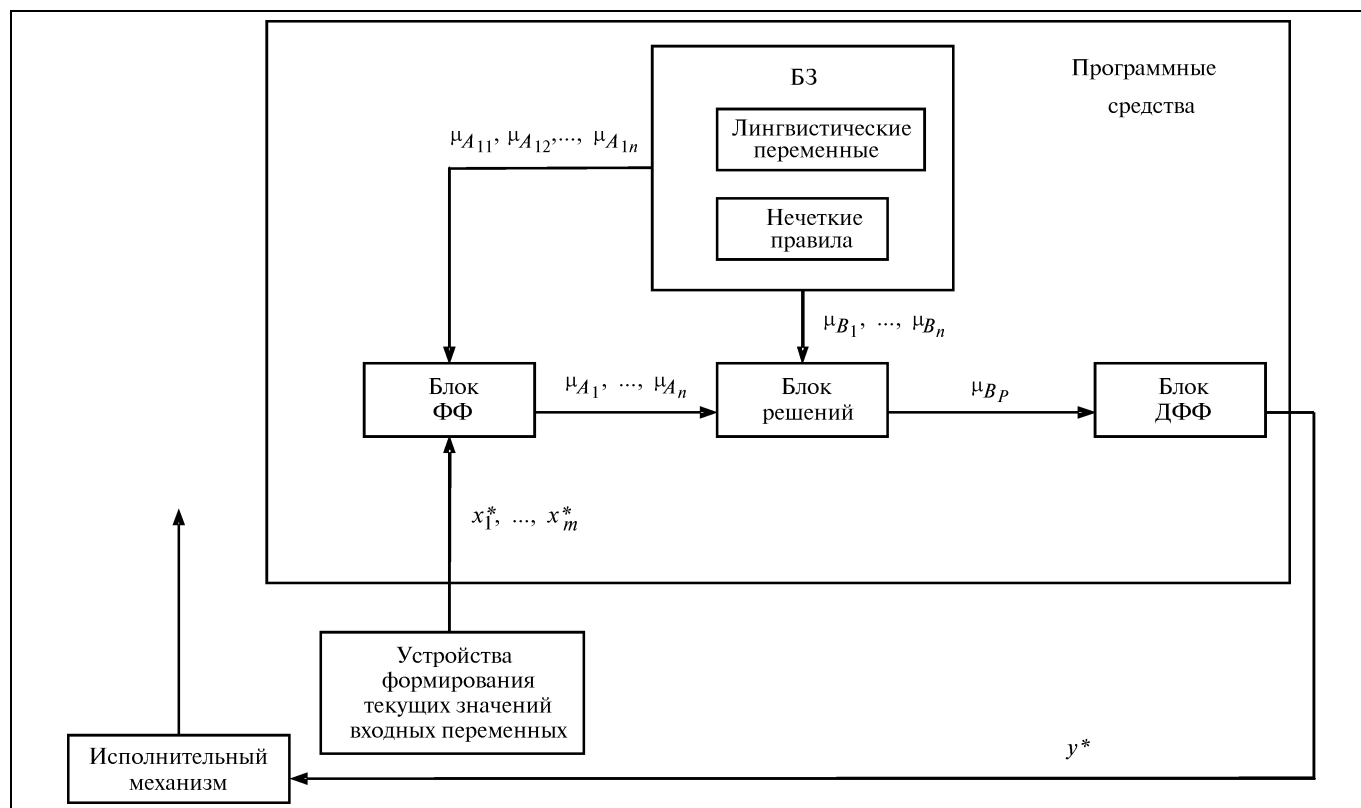 БЗ
Программные
средства
Лингвистические
переменные
μA11, μA12,..., μA1n
Нечеткие
правила
μB1, ..., μBn
Блок
ФФ
μA1, ..., μAn
Блок
решений
μBP
Блок
ДФФ
x1*, ..., xm*
Устройства
формирования
текущих значений
входных переменных
Исполнительный
механизм
y*